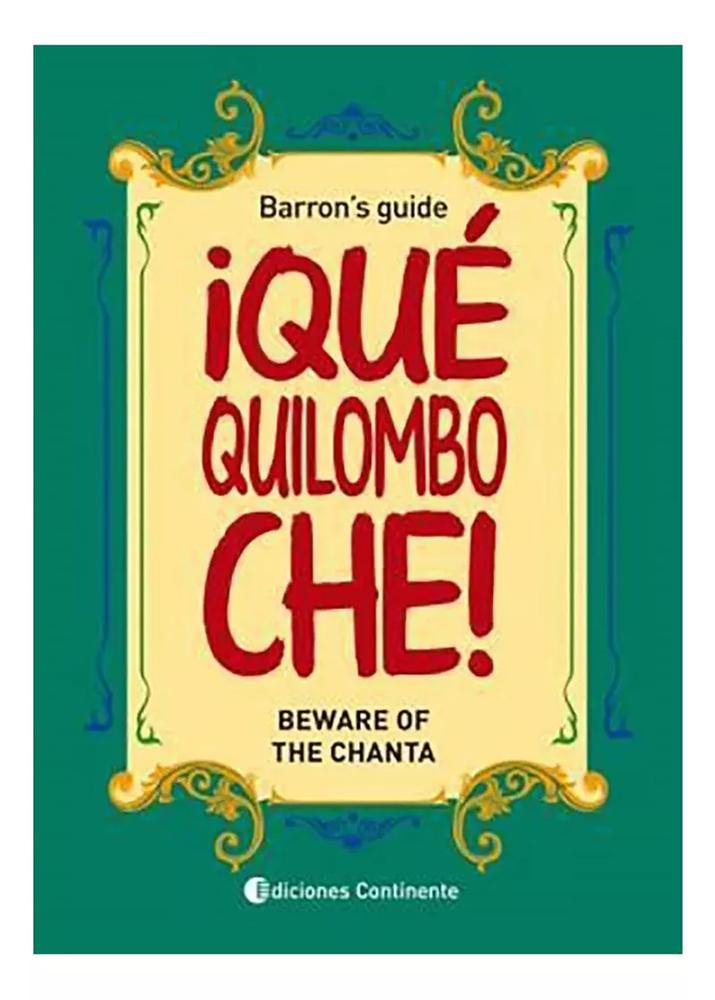 Barron's guide
¡QUÉ
QUILOMBO
CHE!
BEWARE OF
THE CHANTA
Ediciones Continente